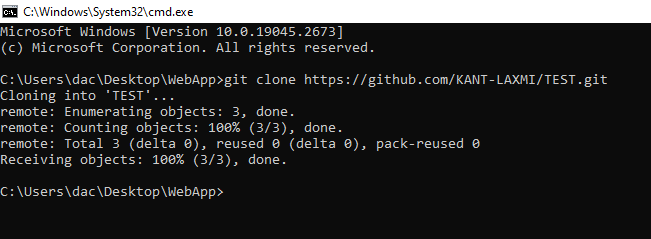 C:\Windows\System32\cmd.exe
Microsoft Windows [Version 10.0.19045.2673]
(c) Microsoft Corporation. All rights reserved.
C:\Users\dac\Desktop\WebApp>git clone https://github.com/KANT-LAXMI/TEST.git
Cloning into 'TEST'...
remote: Enumerating objects: 3, done.
remote: Counting objects: 100% (3/3), done.
remote: Total 3 (delta 0), reused 0 (delta 0), pack-reused 0
Receiving objects: 100% (3/3), done.
C:\Users\dac\Desktop\WebApp>